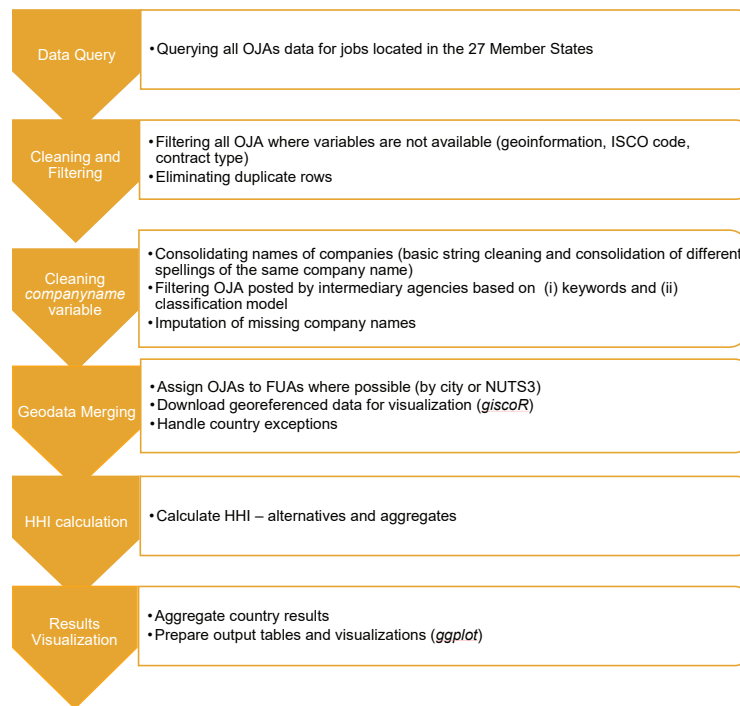 Data Query
•Querying all OJAs data for jobs located in the 27 Member States
Cleaning and
Filtering
•Filtering all OJA where variables are not available (geoinformation, ISCO code,
contract type)
•Eliminating duplicate rows
Cleaning
companyname
variable
•Consolidating names of companies (basic string cleaning and consolidation of different
spellings of the same company name)
•Filtering OJA posted by intermediary agencies based on (i) keywords and (ii)
classification model
•Imputation of missing company names
Geodata Merging
•Assign OJAs to FUAs where possible (by city or NUTS3)
•Download georeferenced data for visualization (giscoR)
•Handle country exceptions
HHI calculation
•Calculate HHI – alternatives and aggregates
Results
Visualization
•Aggregate country results
•Prepare output tables and visualizations (ggplot)